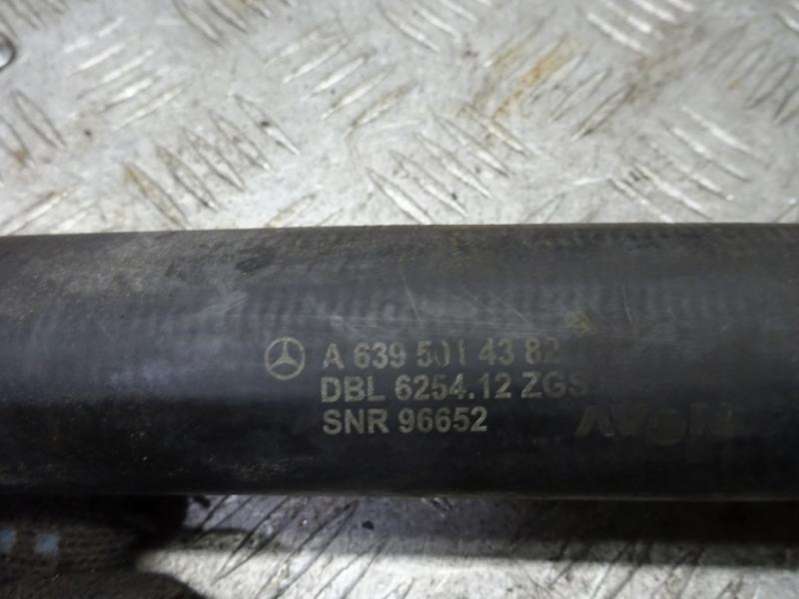 A 639 501 43 82
DBL 6254.12 ZGS
SNR 96652